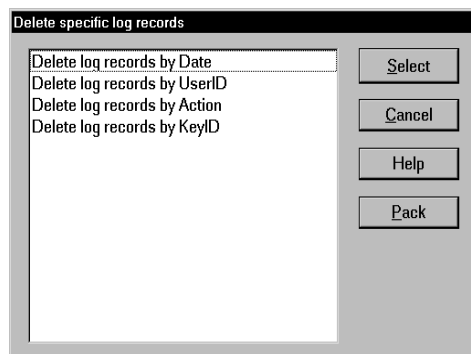 Delete specific log records
Delete log records by Date
Delete log records by UserID
Delete log records by Action
Delete log records by KeyID
Select
Cancel
Help
Pack